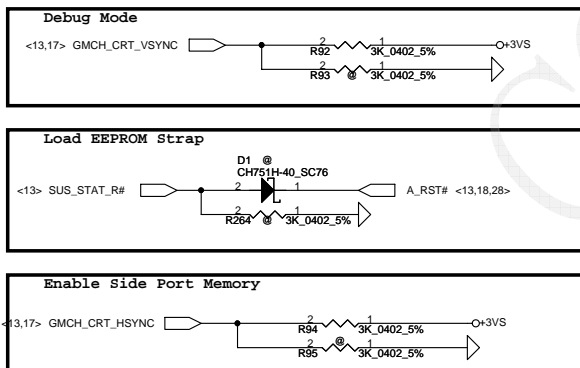 Debug Mode
<13,17> GMCH_CRT_VSYNC
2 1
R92 3K_0402_5%
+3VS
2 1
R93 @ 3K_0402_5%
Load EEPROM Strap
D1 @
CH751H-40_SC76
<13> SUS_STAT_R# 2 1 A_RST# <13,18,28>
2 1
R264 @ 3K_0402_5%
Enable Side Port Memory
<13,17> GMCH_CRT_HSYNC
2 1
R94 3K_0402_5%
+3VS
2 @ 1
R95 3K_0402_5%